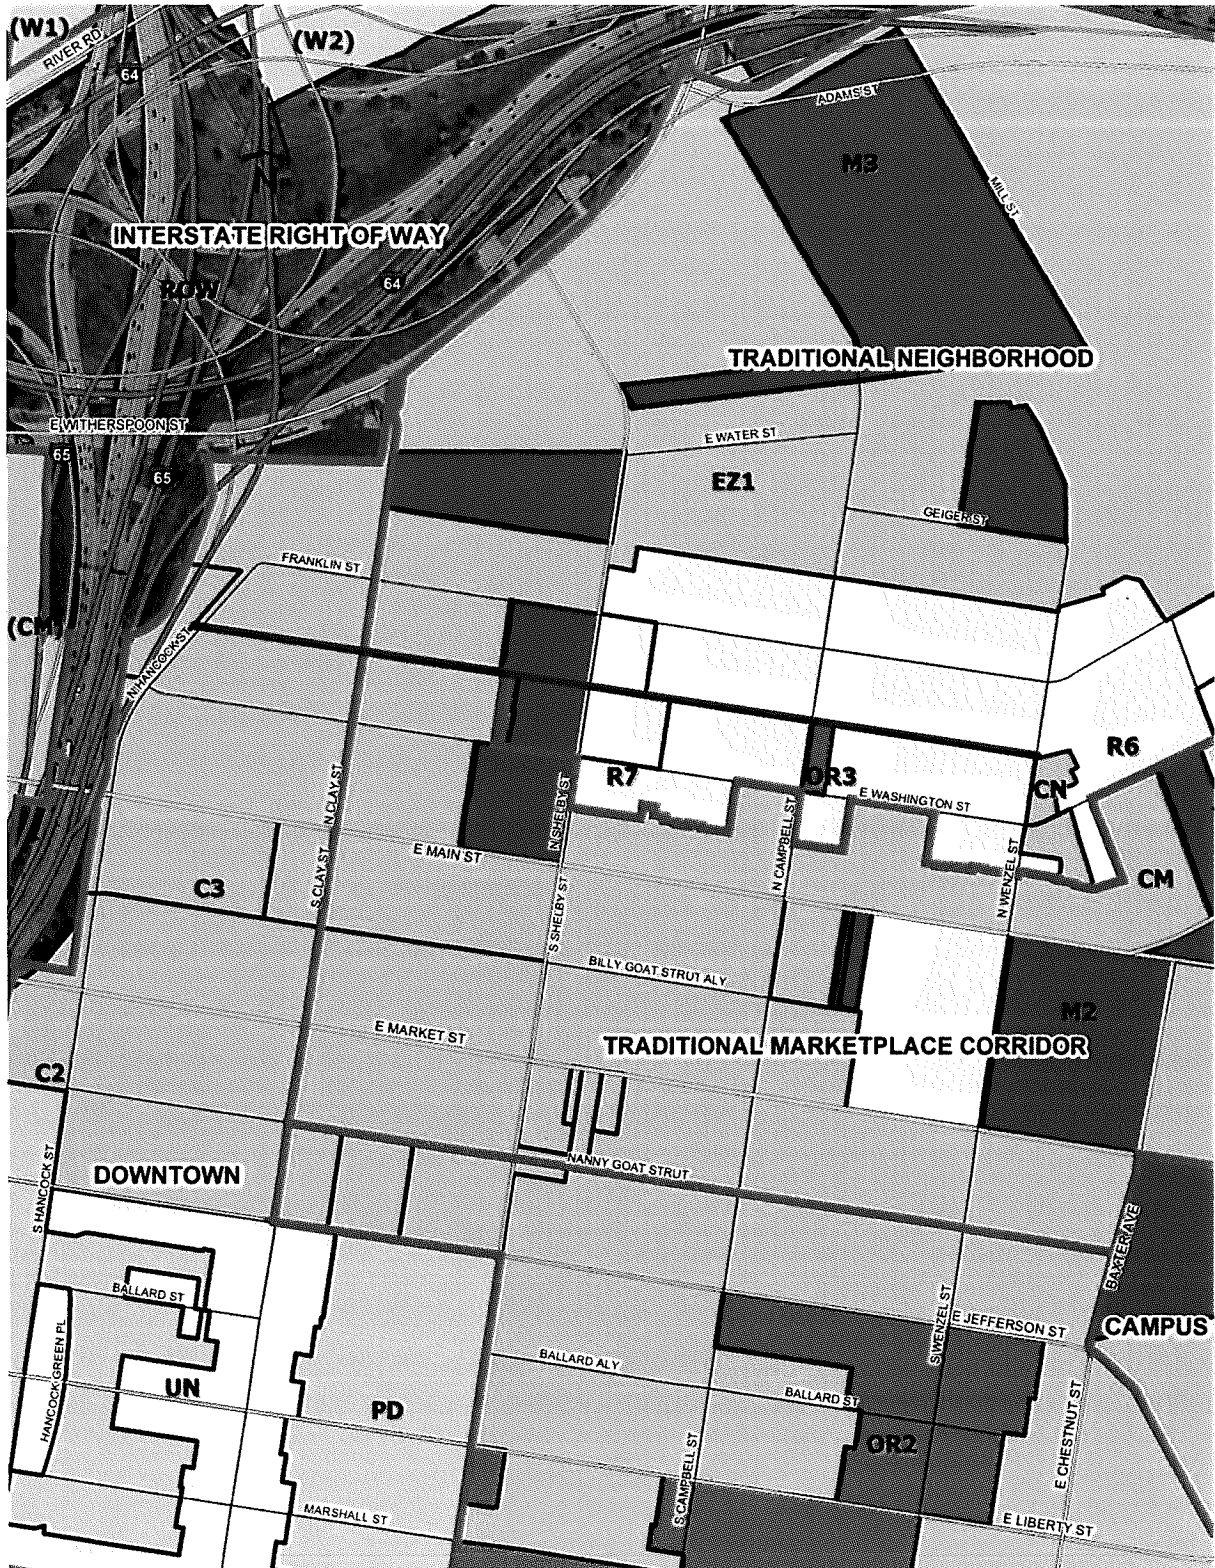 (W1)
RIVER RD
(W2)
64
ADAMS ST
M3
MILL ST
N
INTERSTATE RIGHT OF WAY
ROW
64
TRADITIONAL NEIGHBORHOOD
E WITHERSPOON ST
E WATER ST
65
65
EZ1
GEIGER ST
FRANKLIN ST
(CM)
N HANCOCK ST
R6
R7
OR3
CN
E WASHINGTON ST
N CLAY ST
N SHELBY ST
N CAMPBELL ST
E MAIN ST
N WENZEL ST
C3
S CLAY ST
CM
S SHELBY ST
BILLY GOAT STRUT ALY
M2
E MARKET ST
TRADITIONAL MARKETPLACE CORRIDOR
C2
S HANCOCK ST
DOWNTOWN
NANNY GOAT STRUT
BAXTER AVE
BALLARD ST
S WENZEL ST
E JEFFERSON ST
CAMPUS
HANCOCK GREEN PL
BALLARD ALY
UN
BALLARD ST
PD
E CHESTNUT ST
OR2
S CAMPBELL ST
MARSHALL ST
E LIBERTY ST